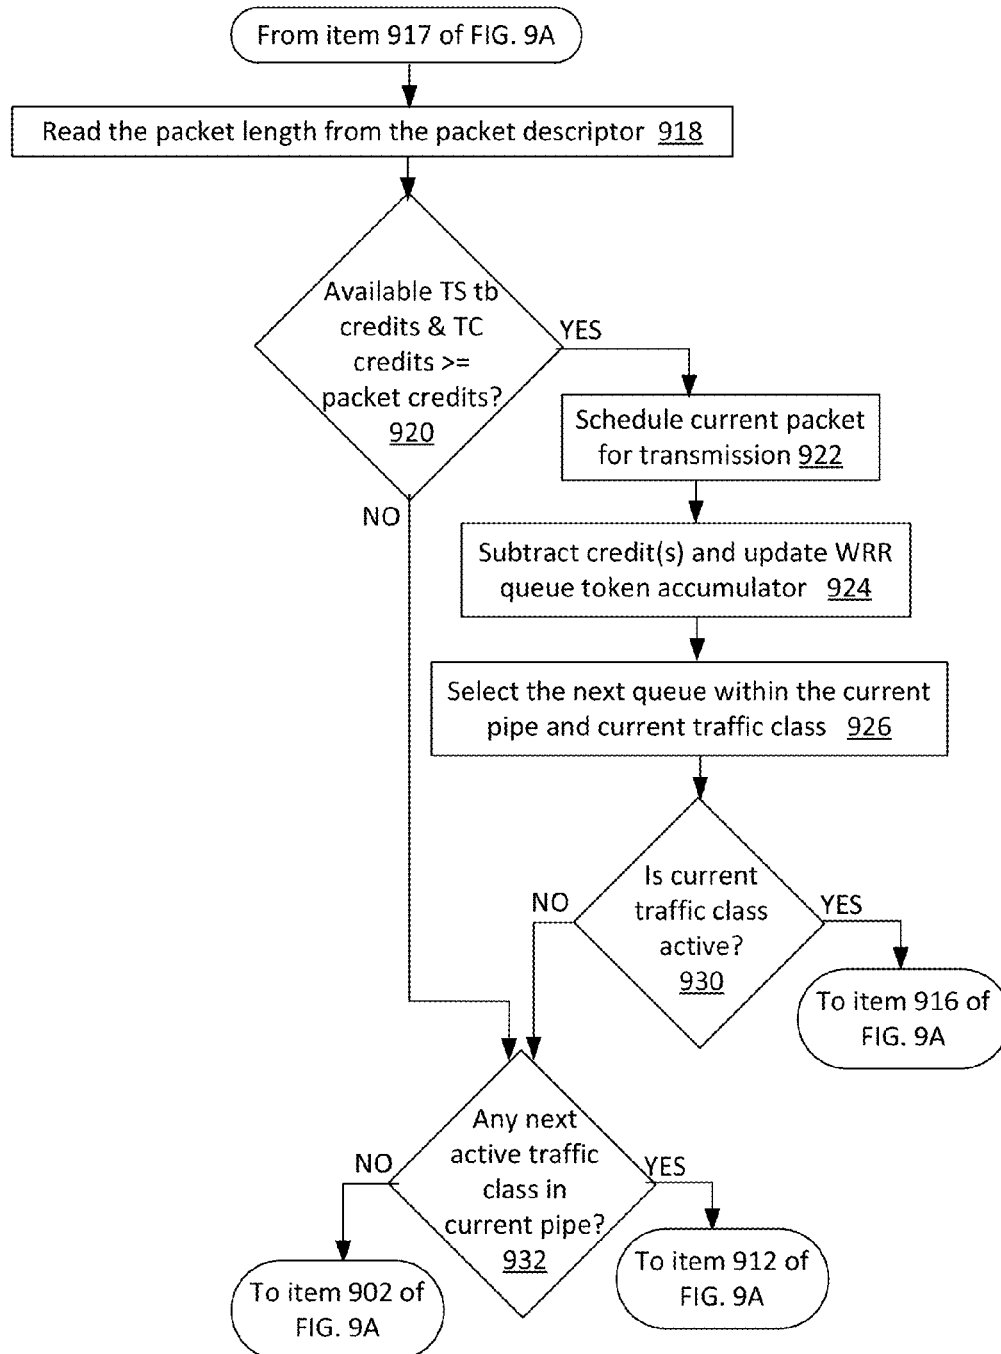 From item 917 of FIG. 9A
Read the packet length from the packet descriptor 918
Available TS tb
credits & TC
credits >=
packet credits?
920
YES
NO
Schedule current packet
for transmission 922
Subtract credit(s) and update WRR
queue token accumulator 924
Select the next queue within the current
pipe and current traffic class 926
Is current
traffic class
active?
930
NO
YES
To item 916 of
FIG. 9A
Any next
active traffic
class in
current pipe?
932
NO
YES
To item 902 of
FIG. 9A
To item 912 of
FIG. 9A